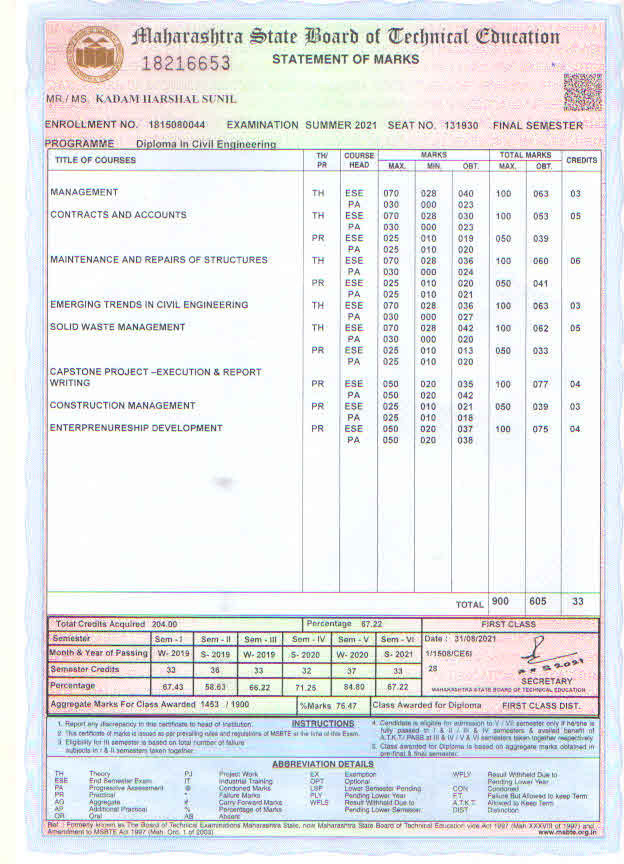 Maharashtra State Board of Technical Education
18216653
STATEMENT OF MARKS
MR./ MS. KADAM HARSHAL SUNIL
ENROLLMENT NO. 1815080044 EXAMINATION SUMMER 2021 SEAT NO. 131930 FINAL SEMESTER
PROGRAMME Diploma In Civil Engineering
TITLE OF COURSES TH/ PR COURSE HEAD MARKS MAX. MIN. OBT. TOTAL MARKS MAX. OBT. CREDITS
MANAGEMENT TH ESE 070 028 040 100 063 03
PA 030 000 023
CONTRACTS AND ACCOUNTS TH ESE 070 028 030 100 053 05
PA 030 000 023
PR ESE 025 010 019 050 039
PA 025 010 020
MAINTENANCE AND REPAIRS OF STRUCTURES TH ESE 070 028 036 100 060 06
PA 030 000 024
PR ESE 025 010 020 050 041
PA 025 010 021
EMERGING TRENDS IN CIVIL ENGINEERING TH ESE 070 028 036 100 063 03
PA 030 000 027
SOLID WASTE MANAGEMENT TH ESE 070 028 042 100 062 05
PA 030 000 020
PR ESE 025 010 013 050 033
PA 025 010 020
CAPSTONE PROJECT –EXECUTION & REPORT
WRITING PR ESE 050 020 035 100 077 04
PA 050 020 042
CONSTRUCTION MANAGEMENT PR ESE 025 010 021 050 039 03
PA 025 010 018
ENTERPRENURESHIP DEVELOPMENT PR ESE 050 020 037 100 075 04
PA 050 020 038
TOTAL 900 605 33
Total Credits Acquired 204.00 Percentage 67.22 FIRST CLASS
Semester Sem - I Sem - II Sem - III Sem - IV Sem - V Sem - VI Date : 31/08/2021
Month & Year of Passing W- 2019 S- 2019 W- 2019 S- 2020 W- 2020 S- 2021 1/1508/CE6I
Semester Credits 33 36 33 32 37 33 28
Percentage 67.43 58.63 66.22 71.25 84.80 67.22
SECRETARY
MAHARASHTRA STATE BOARD OF TECHNICAL EDUCATION
Aggregate Marks For Class Awarded 1453 / 1900 %Marks 76.47 Class Awarded for Diploma FIRST CLASS DIST.
INSTRUCTIONS
1. Report any discrepency in this certificate to head of institution.
2. This certificate of marks is issued as per prevailing rules and regulations of MSBTE at the time of this Exam.
3. Eligibility for III semester is based on total number of failure
subjects in I & II semesters taken together.
4. Candidate is eligible for admission to V / VII semester only if he/she is
fully passed in I & II / III & IV semesters & availed benefit of
A.T.K.T./ PASS at III & IV / V & VI semesters taken together respectively.
5. Class awarded for Diploma is based on aggregate marks obtained in
pre-final & final semester.
ABBREVIATION DETAILS
TH Theory PJ Project Work EX Exemption WPLY Result Withheld Due to
ESE End Semester Exam IT Industrial Training OPT Optional Pending Lower Year
PA Progressive Assessment @ Condoned Marks LSP Lower Semester Pending CON Condoned
PR Practical * Failure Marks PLY Pending Lower Year F.T. Failure But Allowed to keep Term
AG Aggregate # Carry Forward Marks WFLS Result Withheld Due to A.T.K.T. Allowed to Keep Term
AP Additional Practical % Percentage of Marks Pending Lower Semester DIST Distinction
OR Oral AB Absent
Ref. : Formerly known as The Board of Technical Examinations Maharashtra State, now Maharashtra State Board of Technical Education vide Act 1997 (Mah XXXVIII of 1997) and
Amendment to MSBTE Act 1997 (Mah. Ord. 1 of 2003) www.msbte.org.in